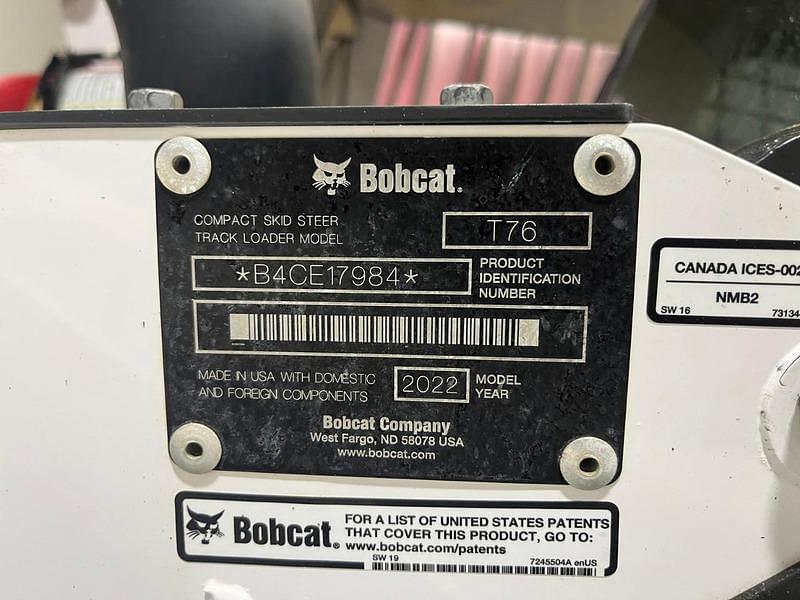 Bobcat.
COMPACT SKID STEER
TRACK LOADER MODEL
T76
*B4CE17984*
PRODUCT
IDENTIFICATION
NUMBER
MADE IN USA WITH DOMESTIC
AND FOREIGN COMPONENTS
2022
MODEL
YEAR
Bobcat Company
West Fargo, ND 58078 USA
www.bobcat.com
CANADA ICES-002
NMB2
SW 16
73134
Bobcat.
FOR A LIST OF UNITED STATES PATENTS
THAT COVER THIS PRODUCT, GO TO:
www.bobcat.com/patents
SW 19
7245504A enUS